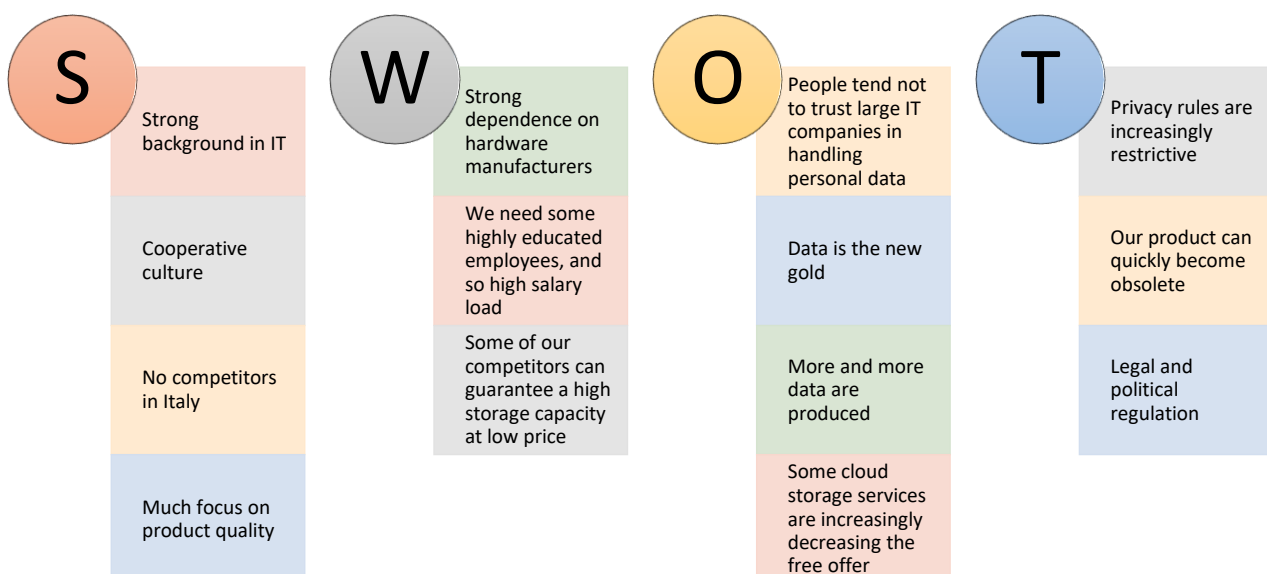 S
Strong
background in IT
Cooperative
culture
No competitors
in Italy
Much focus on
product quality
W
Strong
dependence on
hardware
manufacturers
We need some
highly educated
employees, and
so high salary
load
Some of our
competitors can
guarantee a high
storage capacity
at low price
O
People tend not
to trust large IT
companies in
handling
personal data
Data is the new
gold
More and more
data are
produced
Some cloud
storage services
are increasingly
decreasing the
free offer
T
Privacy rules are
increasingly
restrictive
Our product can
quickly become
obsolete
Legal and
political
regulation